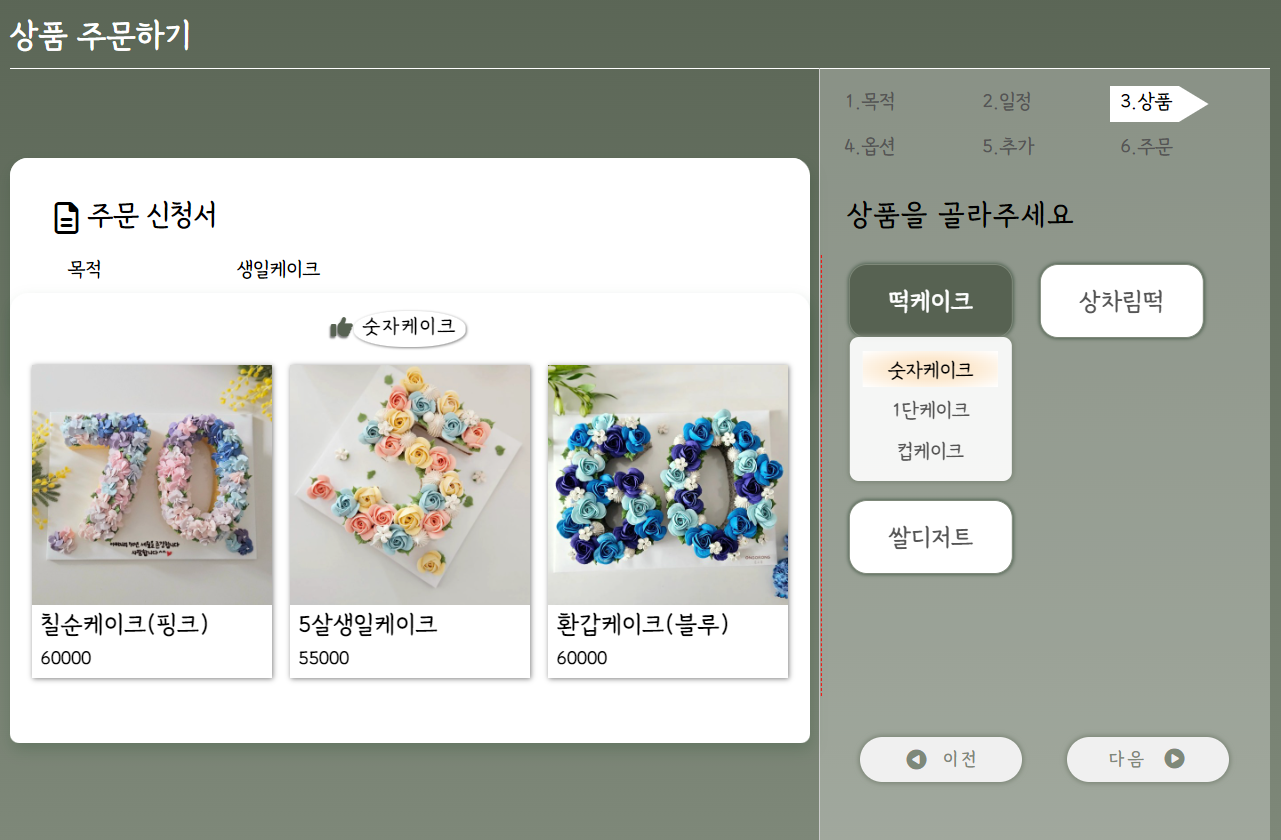 상품 주문하기
1.목적 2.일정 3.상품
4.옵션 5.추가 6.주문
주문 신청서
목적 생일케이크
숫자케이크
칠순케이크(핑크)
60000
5살생일케이크
55000
환갑케이크(블루)
60000
상품을 골라주세요
떡케이크 상차림떡
숫자케이크
1단케이크
컵케이크
쌀디저트
이전 다음